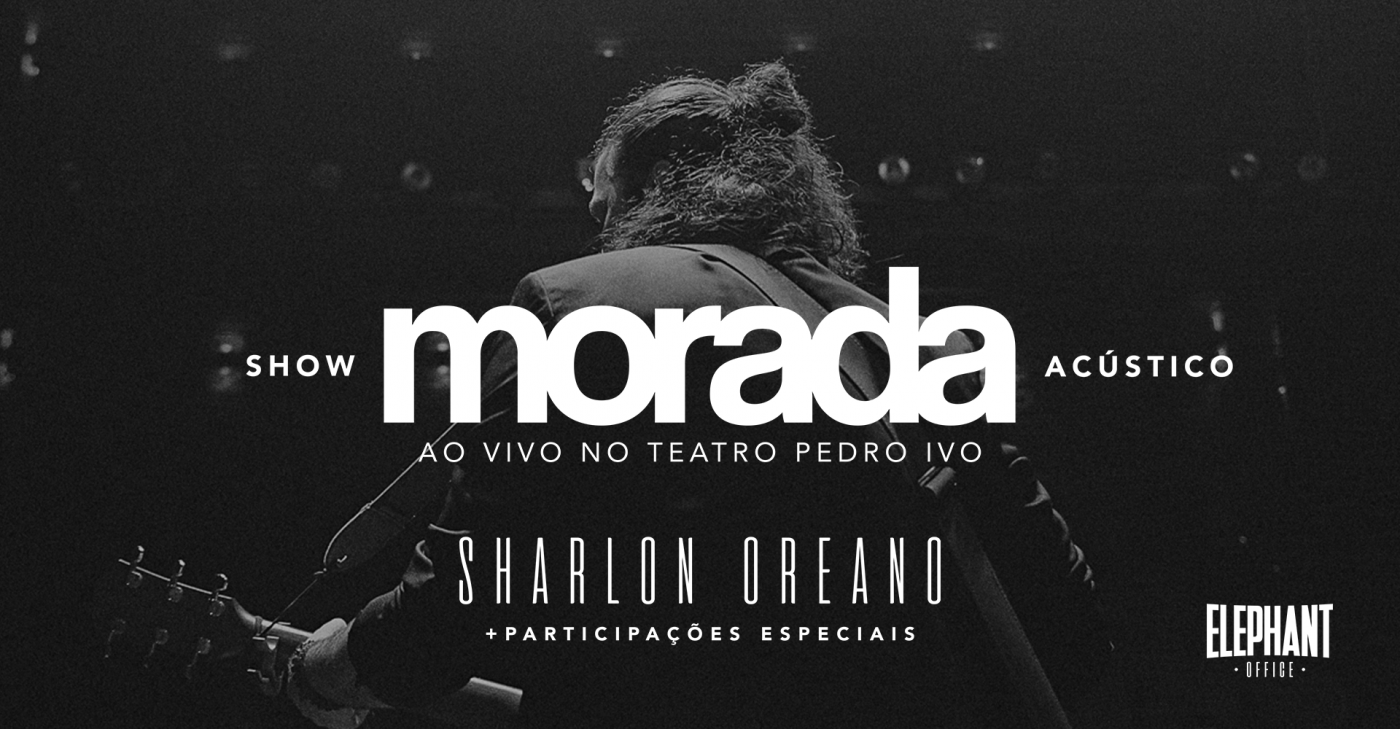 SHOW morada ACÚSTICO
AO VIVO NO TEATRO PEDRO IVO
SHARLON OREANO
+PARTICIPAÇÕES ESPECIAIS
ELEPHANT
• OFFICE •